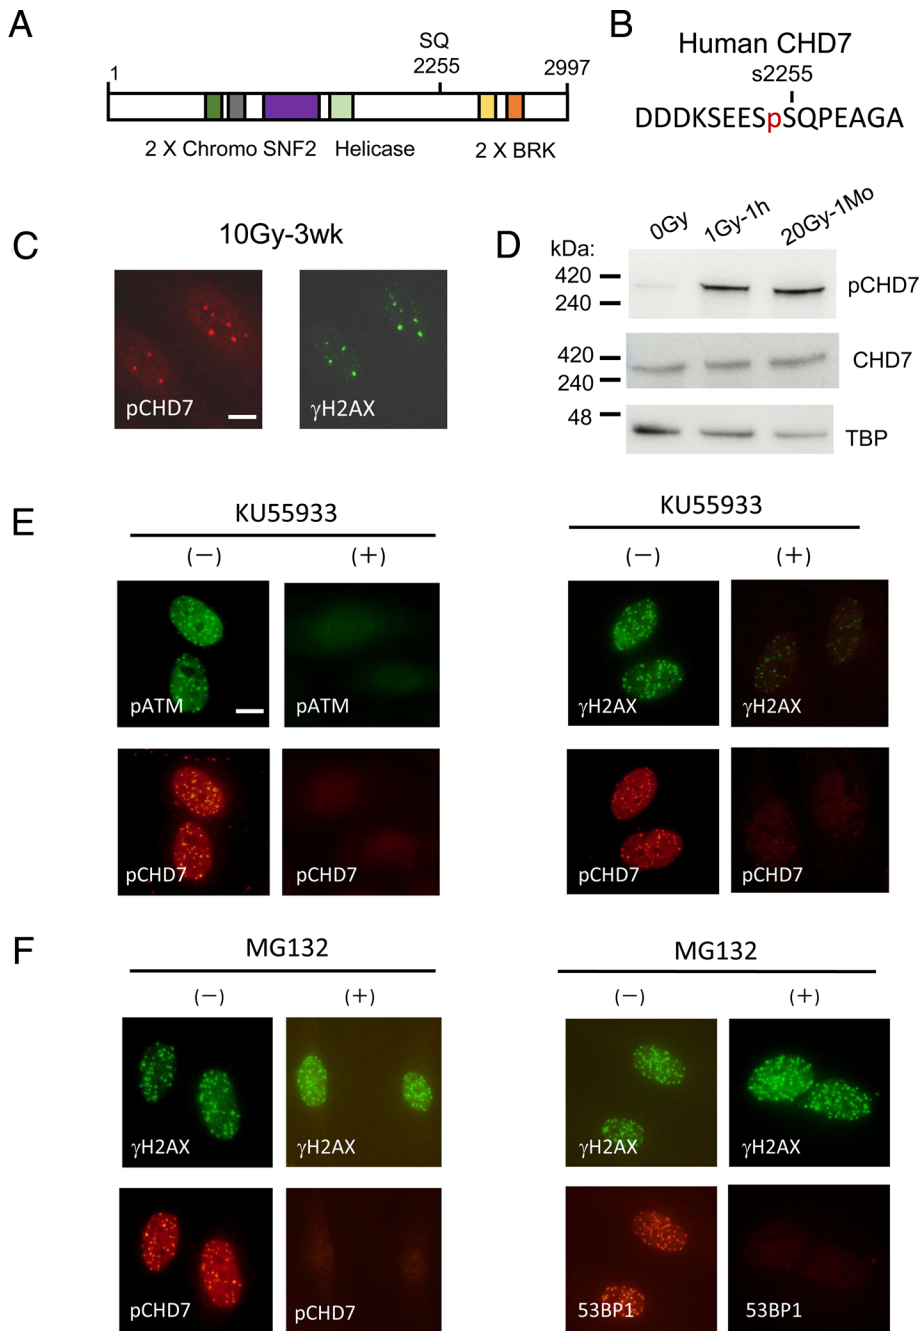 A
SQ
1
2255
2997
2 X Chromo SNF2
Helicase
2 X BRK
B
Human CHD7
s2255
DDDKSEESpSQPEAGA
C
10Gy-3wk
pCHD7
γH2AX
D
kDa:
0Gy
1Gy-1h
20Gy-1Mo
420
240
pCHD7
420
240
CHD7
48
TBP
E
KU55933
(−)
(+)
pATM
pATM
pCHD7
pCHD7
KU55933
(−)
(+)
γH2AX
γH2AX
pCHD7
pCHD7
F
MG132
(−)
(+)
γH2AX
γH2AX
pCHD7
pCHD7
MG132
(−)
(+)
γH2AX
γH2AX
53BP1
53BP1